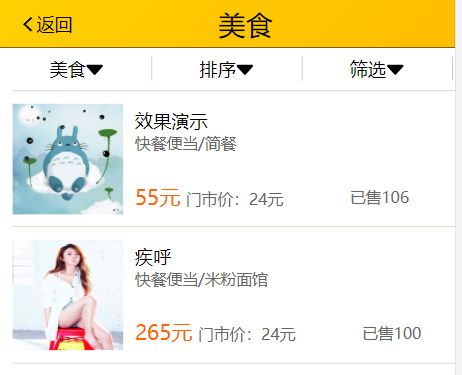 返回 美食
美食 排序 筛选
效果演示
快餐便当/简餐
55元 门市价：24元 已售106
疾呼
快餐便当/米粉面馆
265元 门市价：24元 已售100